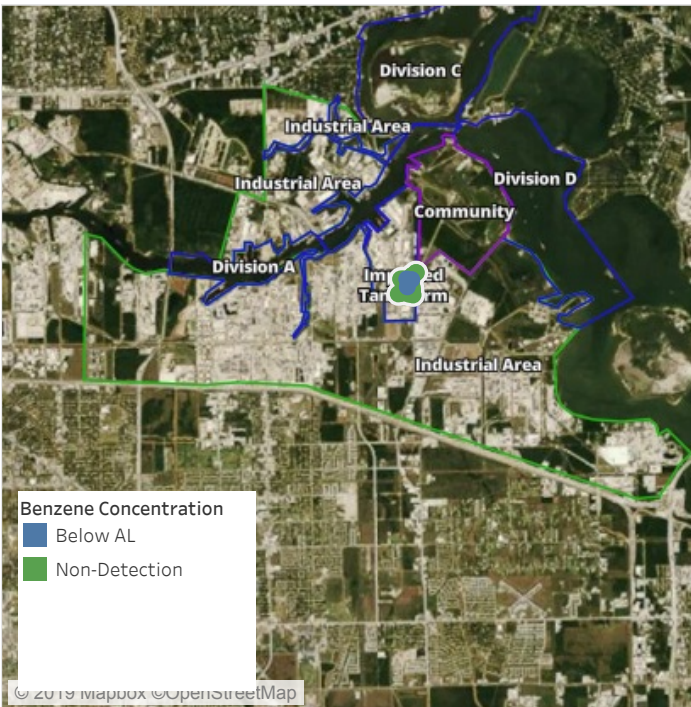 Division C
Industrial Area
Industrial Area
Division D
Community
Division A
Industrial Area
Benzene Concentration
Below AL
Non-Detection
© 2019 Mapbox ©OpenStreetMap